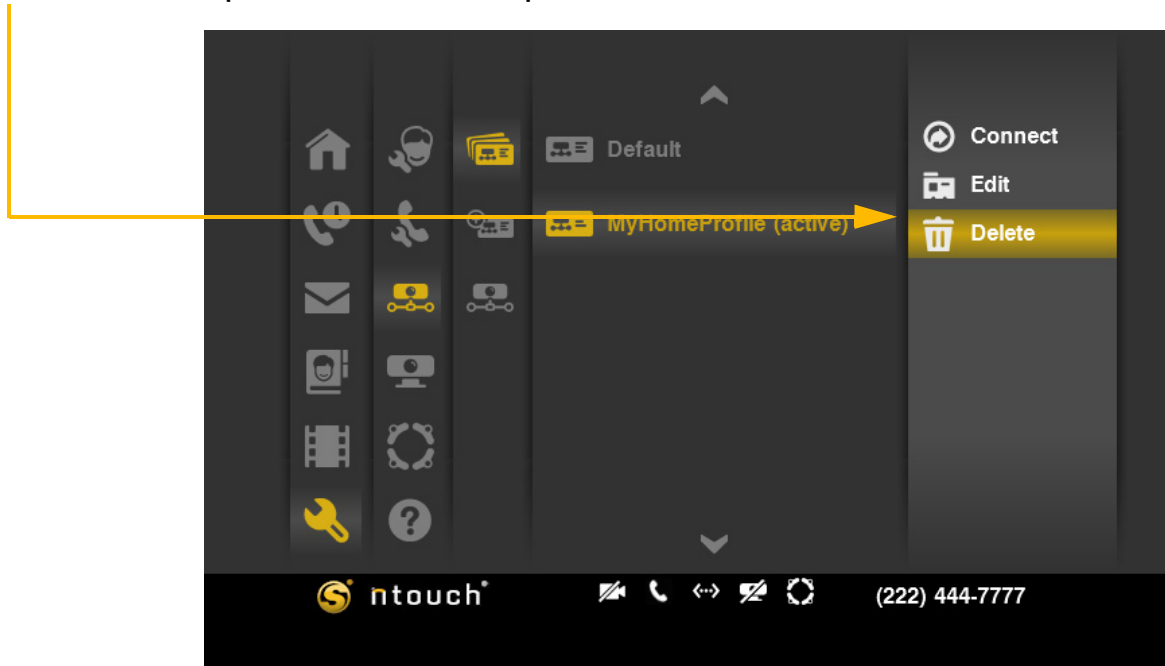 Default
MyHomeProfile (active)
Connect
Edit
Delete
ntouch
(222) 444-7777